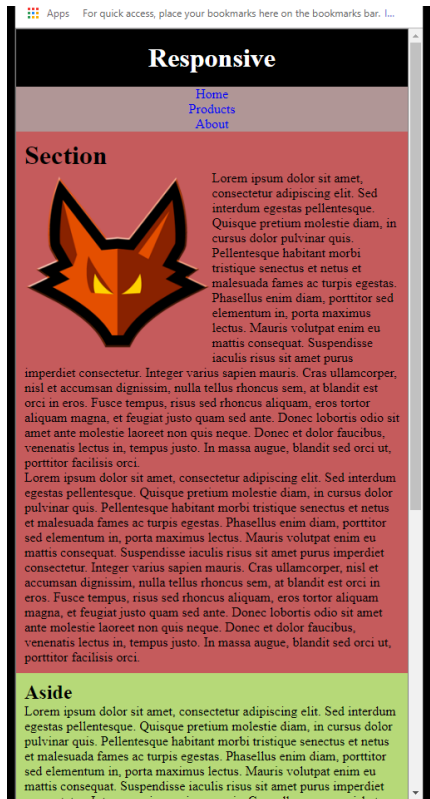 Apps For quick access, place your bookmarks here on the bookmarks bar. I...
Responsive
Home
Products
About
Section
Lorem ipsum dolor sit amet,
consectetur adipiscing elit. Sed
interdum egestas pellentesque.
Quisque pretium molestie diam, in
cursus dolor pulvinar quis.
Pellentesque habitant morbi
tristique senectus et netus et
malesuada fames ac turpis egestas.
Phasellus enim diam, porttitor sed
elementum in, porta maximus
lectus. Mauris volutpat enim eu
mattis consequat. Suspendisse
iaculis risus sit amet purus
imperdiet consectetur. Integer varius sapien mauris. Cras ullamcorper,
nisl et accumsan dignissim, nulla tellus rhoncus sem, at blandit est
orci in eros. Fusce tempus, risus sed rhoncus aliquam, eros tortor
aliquam magna, et feugiat justo quam sed ante. Donec lobortis odio sit
amet ante molestie laoreet non quis neque. Donec et dolor faucibus,
venenatis lectus in, tempus justo. In massa augue, blandit sed orci ut,
porttitor facilisis orci.
Lorem ipsum dolor sit amet, consectetur adipiscing elit. Sed interdum
egestas pellentesque. Quisque pretium molestie diam, in cursus dolor
pulvinar quis. Pellentesque habitant morbi tristique senectus et netus
et malesuada fames ac turpis egestas. Phasellus enim diam, porttitor
sed elementum in, porta maximus lectus. Mauris volutpat enim eu
mattis consequat. Suspendisse iaculis risus sit amet purus imperdiet
consectetur. Integer varius sapien mauris. Cras ullamcorper, nisl et
accumsan dignissim, nulla tellus rhoncus sem, at blandit est orci in
eros. Fusce tempus, risus sed rhoncus aliquam, eros tortor aliquam
magna, et feugiat justo quam sed ante. Donec lobortis odio sit amet
ante molestie laoreet non quis neque. Donec et dolor faucibus,
venenatis lectus in, tempus justo. In massa augue, blandit sed orci ut,
porttitor facilisis orci.
Aside
Lorem ipsum dolor sit amet, consectetur adipiscing elit. Sed interdum
egestas pellentesque. Quisque pretium molestie diam, in cursus dolor
pulvinar quis. Pellentesque habitant morbi tristique senectus et netus
et malesuada fames ac turpis egestas. Phasellus enim diam, porttitor
sed elementum in, porta maximus lectus. Mauris volutpat enim eu
mattis consequat. Suspendisse iaculis risus sit amet purus imperdiet